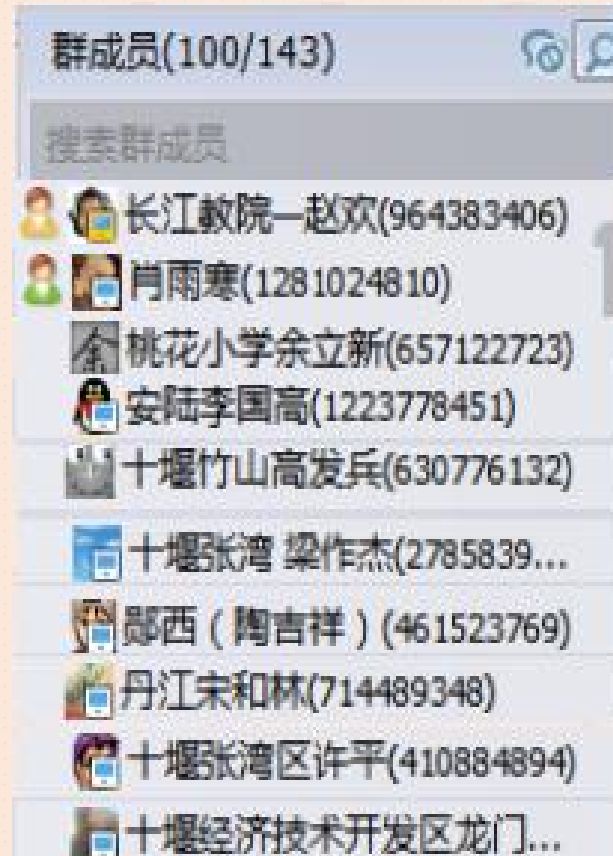 群成员(100/143)
搜索群成员
长江教院—赵欢(964383406)
肖雨寒(1281024810)
余
桃花小学余立新(657122723)
安陆李国高(1223778451)
十堰竹山高发兵(630776132)
十堰张湾 梁作杰(2785839...
郧西（陶吉祥）(461523769)
丹江宋和林(714489348)
十堰张湾区许平(410884894)
十堰经济技术开发区龙门...